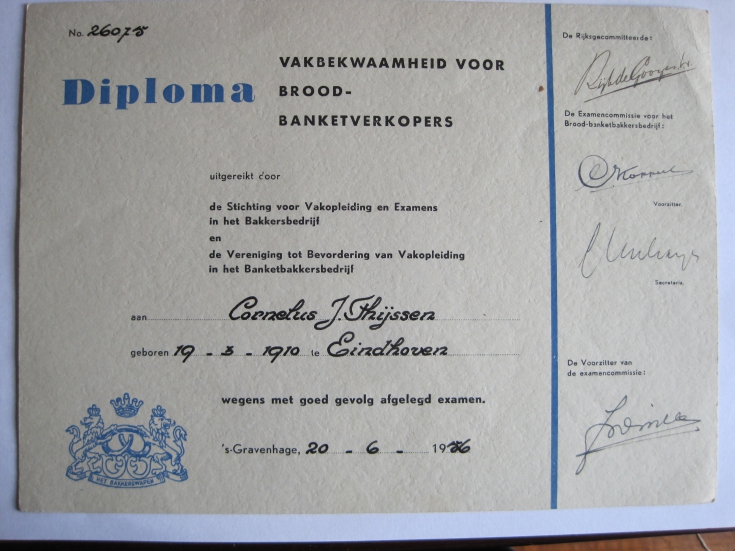 No. 26075
Diploma
VAKBEKWAAMHEID VOOR
BROOD-
BANKETVERKOPERS
uitgereikt door
de Stichting voor Vakopleiding en Examens
in het Bakkersbedrijf
en
de Vereniging tot Bevordering van Vakopleiding
in het Banketbakkersbedrijf
aan Cornelus J. Thijssen
geboren 19 - 3 - 1910 te Eindhoven
wegens met goed gevolg afgelegd examen.
's-Gravenhage, 20 - 6 - 1956
HET BAKKERSWAPEN
De Rijksgecommitteerde:
De Examencommissie voor het
Brood-banketbakkersbedrijf:
Voorzitter.
Secretaris.
De Voorzitter van
de examencommissie: